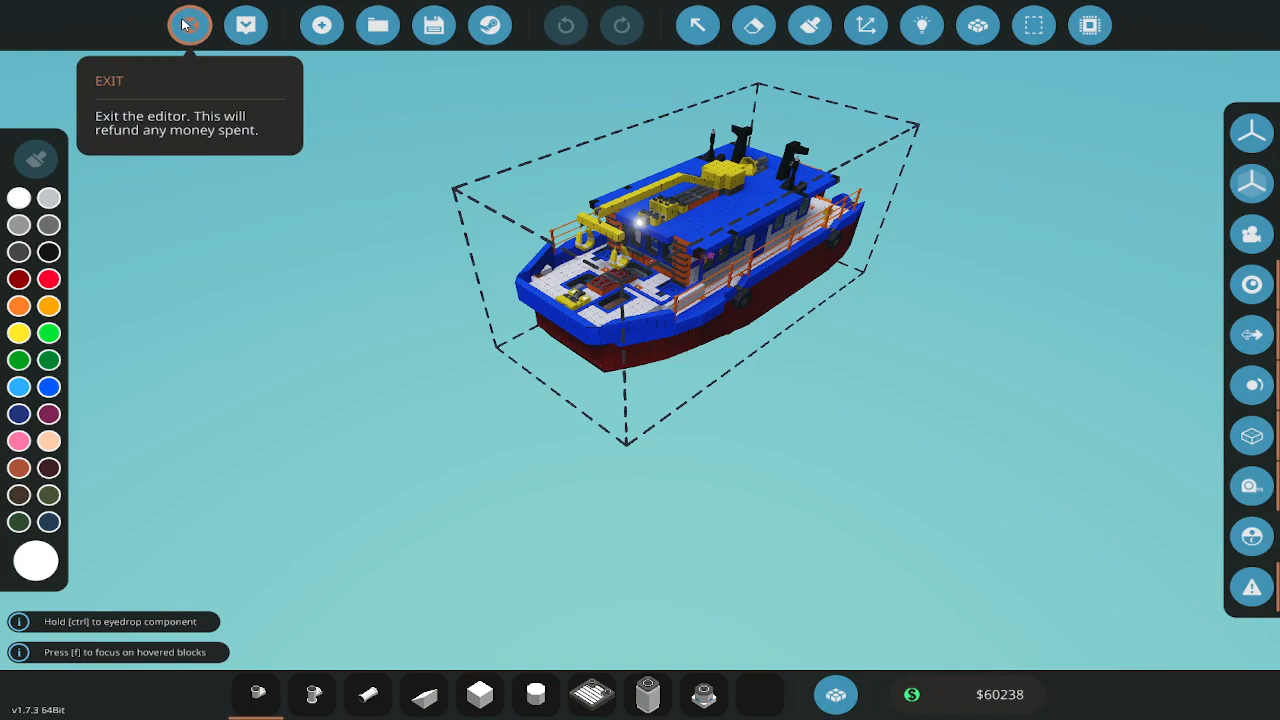 EXIT
Exit the editor. This will
refund any money spent.
Hold [ctrl] to eyedrop component
Press [f] to focus on hovered blocks
v1.7.3 64Bit
$
$60238